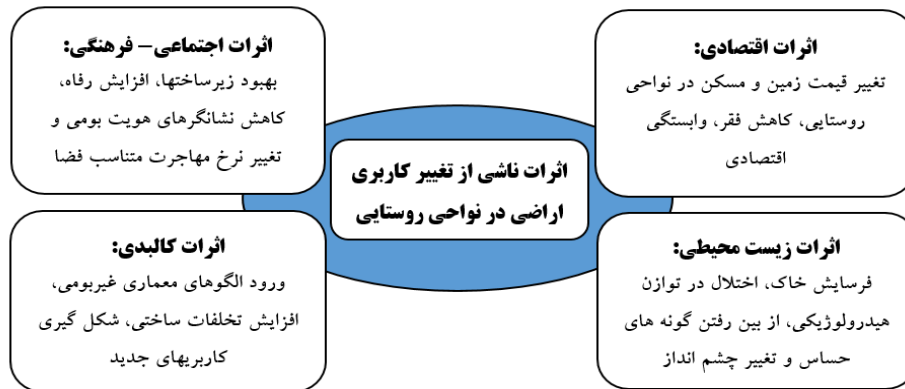 اثرات اقتصادی:
تغییر قیمت زمین و مسکن در نواحی
روستایی، کاهش فقر، وابستگی
اقتصادی
اثرات اجتماعی- فرهنگی:
بهبود زیرساختها، افزایش رفاه،
کاهش نشانگرهای هویت بومی و
تغییر نرخ مهاجرت متناسب فضا
اثرات ناشی از تغییر کاربری
اراضی در نواحی روستایی
اثرات زیست محیطی:
فرسایش خاک، اختلال در توازن
هیدرولوژیکی، از بین رفتن گونه های
حساس و تغییر چشم انداز
اثرات کالبدی:
ورود الگوهای معماری غیربومی،
افزایش تخلفات ساختی، شکل گیری
کاربریهای جدید